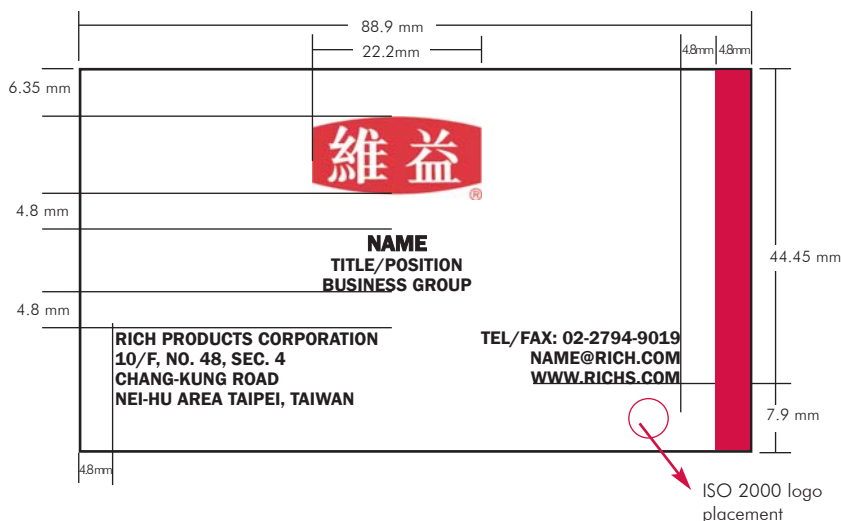 88.9 mm
22.2mm
4.8mm 4.8mm
6.35 mm
維益
®
4.8 mm
NAME
TITLE/POSITION
BUSINESS GROUP
44.45 mm
4.8 mm
RICH PRODUCTS CORPORATION
10/F, NO. 48, SEC. 4
CHANG-KUNG ROAD
NEI-HU AREA TAIPEI, TAIWAN
TEL/FAX: 02-2794-9019
NAME@RICH.COM
WWW.RICHS.COM
7.9 mm
4.8mm
ISO 2000 logo
placement